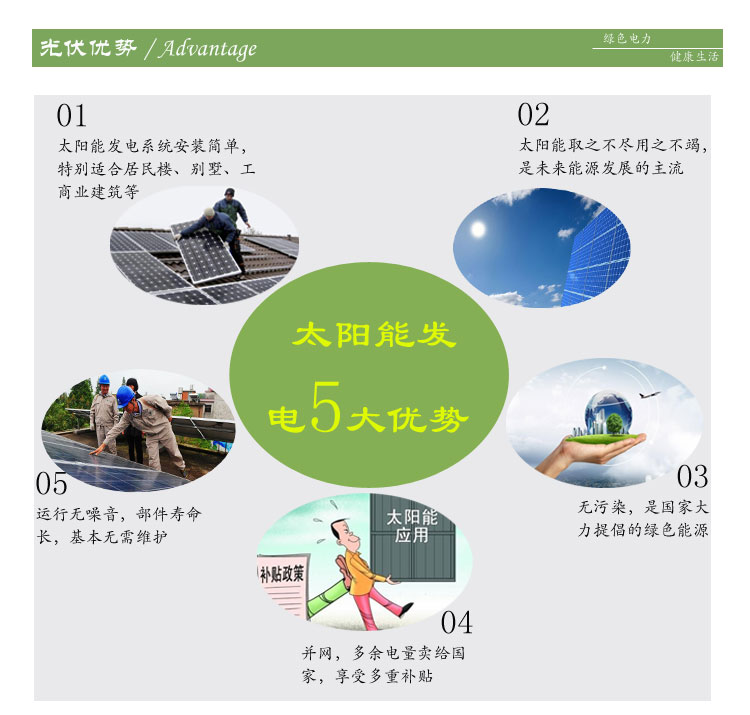 光伏优势 / Advantage
绿色电力
健康生活
01
太阳能发电系统安装简单，
特别适合居民楼、别墅、工
商业建筑等
02
太阳能取之不尽用之不竭，
是未来能源发展的主流
太阳能发
电5大优势
03
无污染，是国家大
力提倡的绿色能源
太阳能
应用
补贴政策
04
并网，多余电量卖给国
家，享受多重补贴
05
运行无噪音，部件寿命
长，基本无需维护